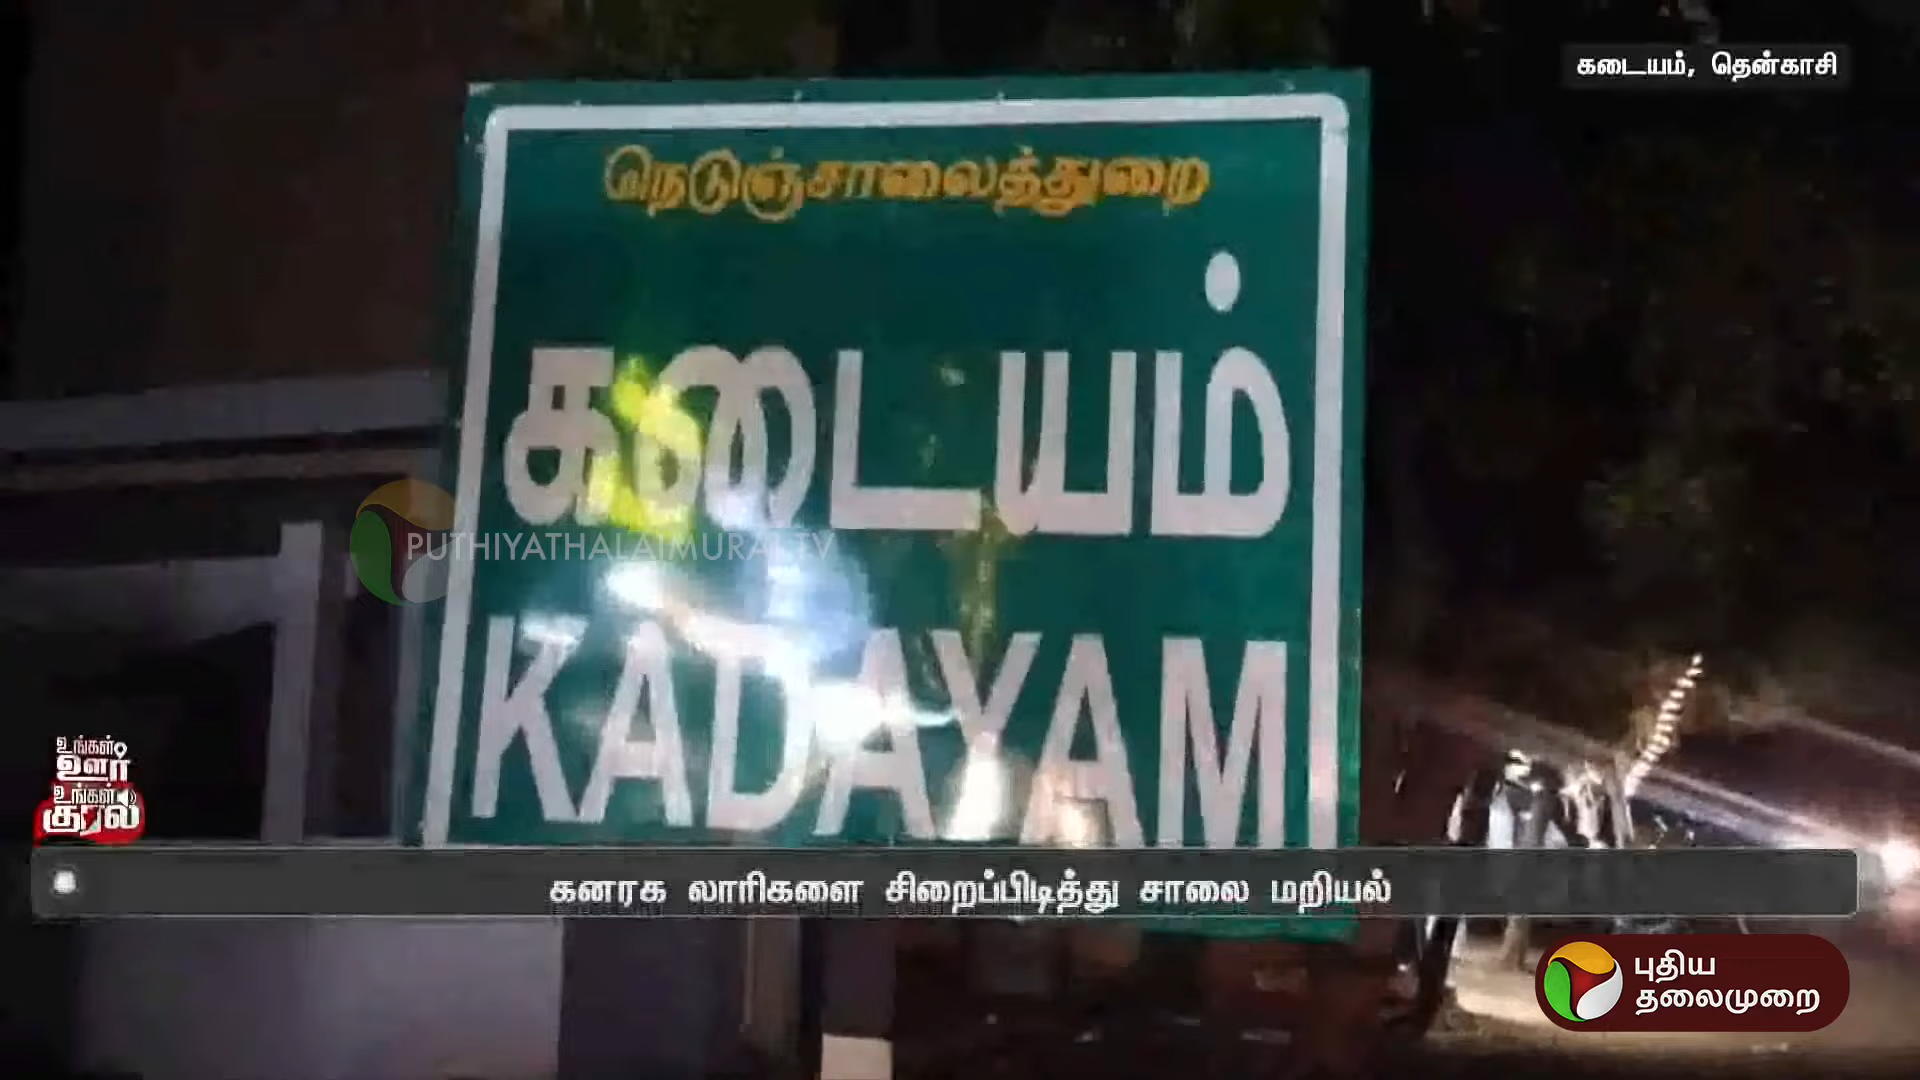 கடையம், தென்காசி
நெடுஞ்சாலைத்துறை
கடையம்
PUTHIYATHALAIMURAI TV
KADAYAM
உங்கள்
ஊர்
உங்கள்
குரல்
கனரக லாரிகளை சிறைப்பிடித்து சாலை மறியல்
புதிய
தலைமுறை